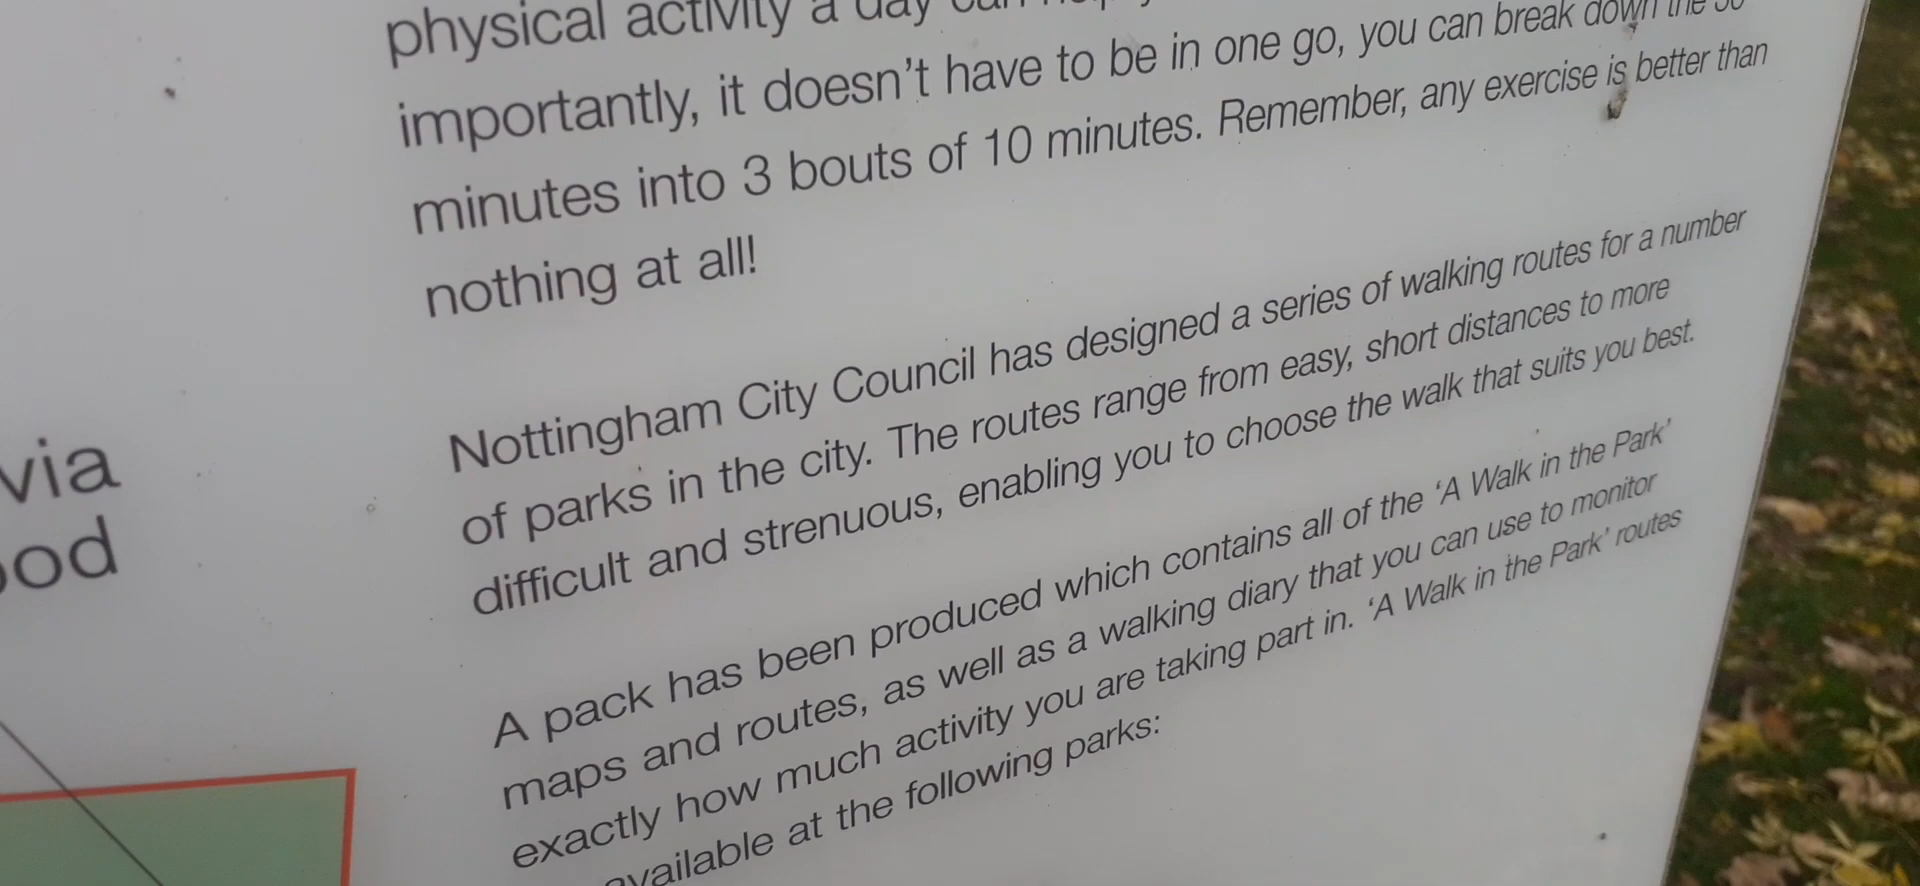 physical activity a day can
importantly, it doesn't have to be in one go, you can break down the 30
minutes into 3 bouts of 10 minutes. Remember, any exercise is better than
nothing at all!
Nottingham City Council has designed a series of walking routes for a number
of parks in the city. The routes range from easy, short distances to more
difficult and strenuous, enabling you to choose the walk that suits you best.
A pack has been produced which contains all of the ‘A Walk in the Park’
maps and routes, as well as a walking diary that you can use to monitor
exactly how much activity you are taking part in. ‘A Walk in the Park’ routes
available at the following parks:
via
ood